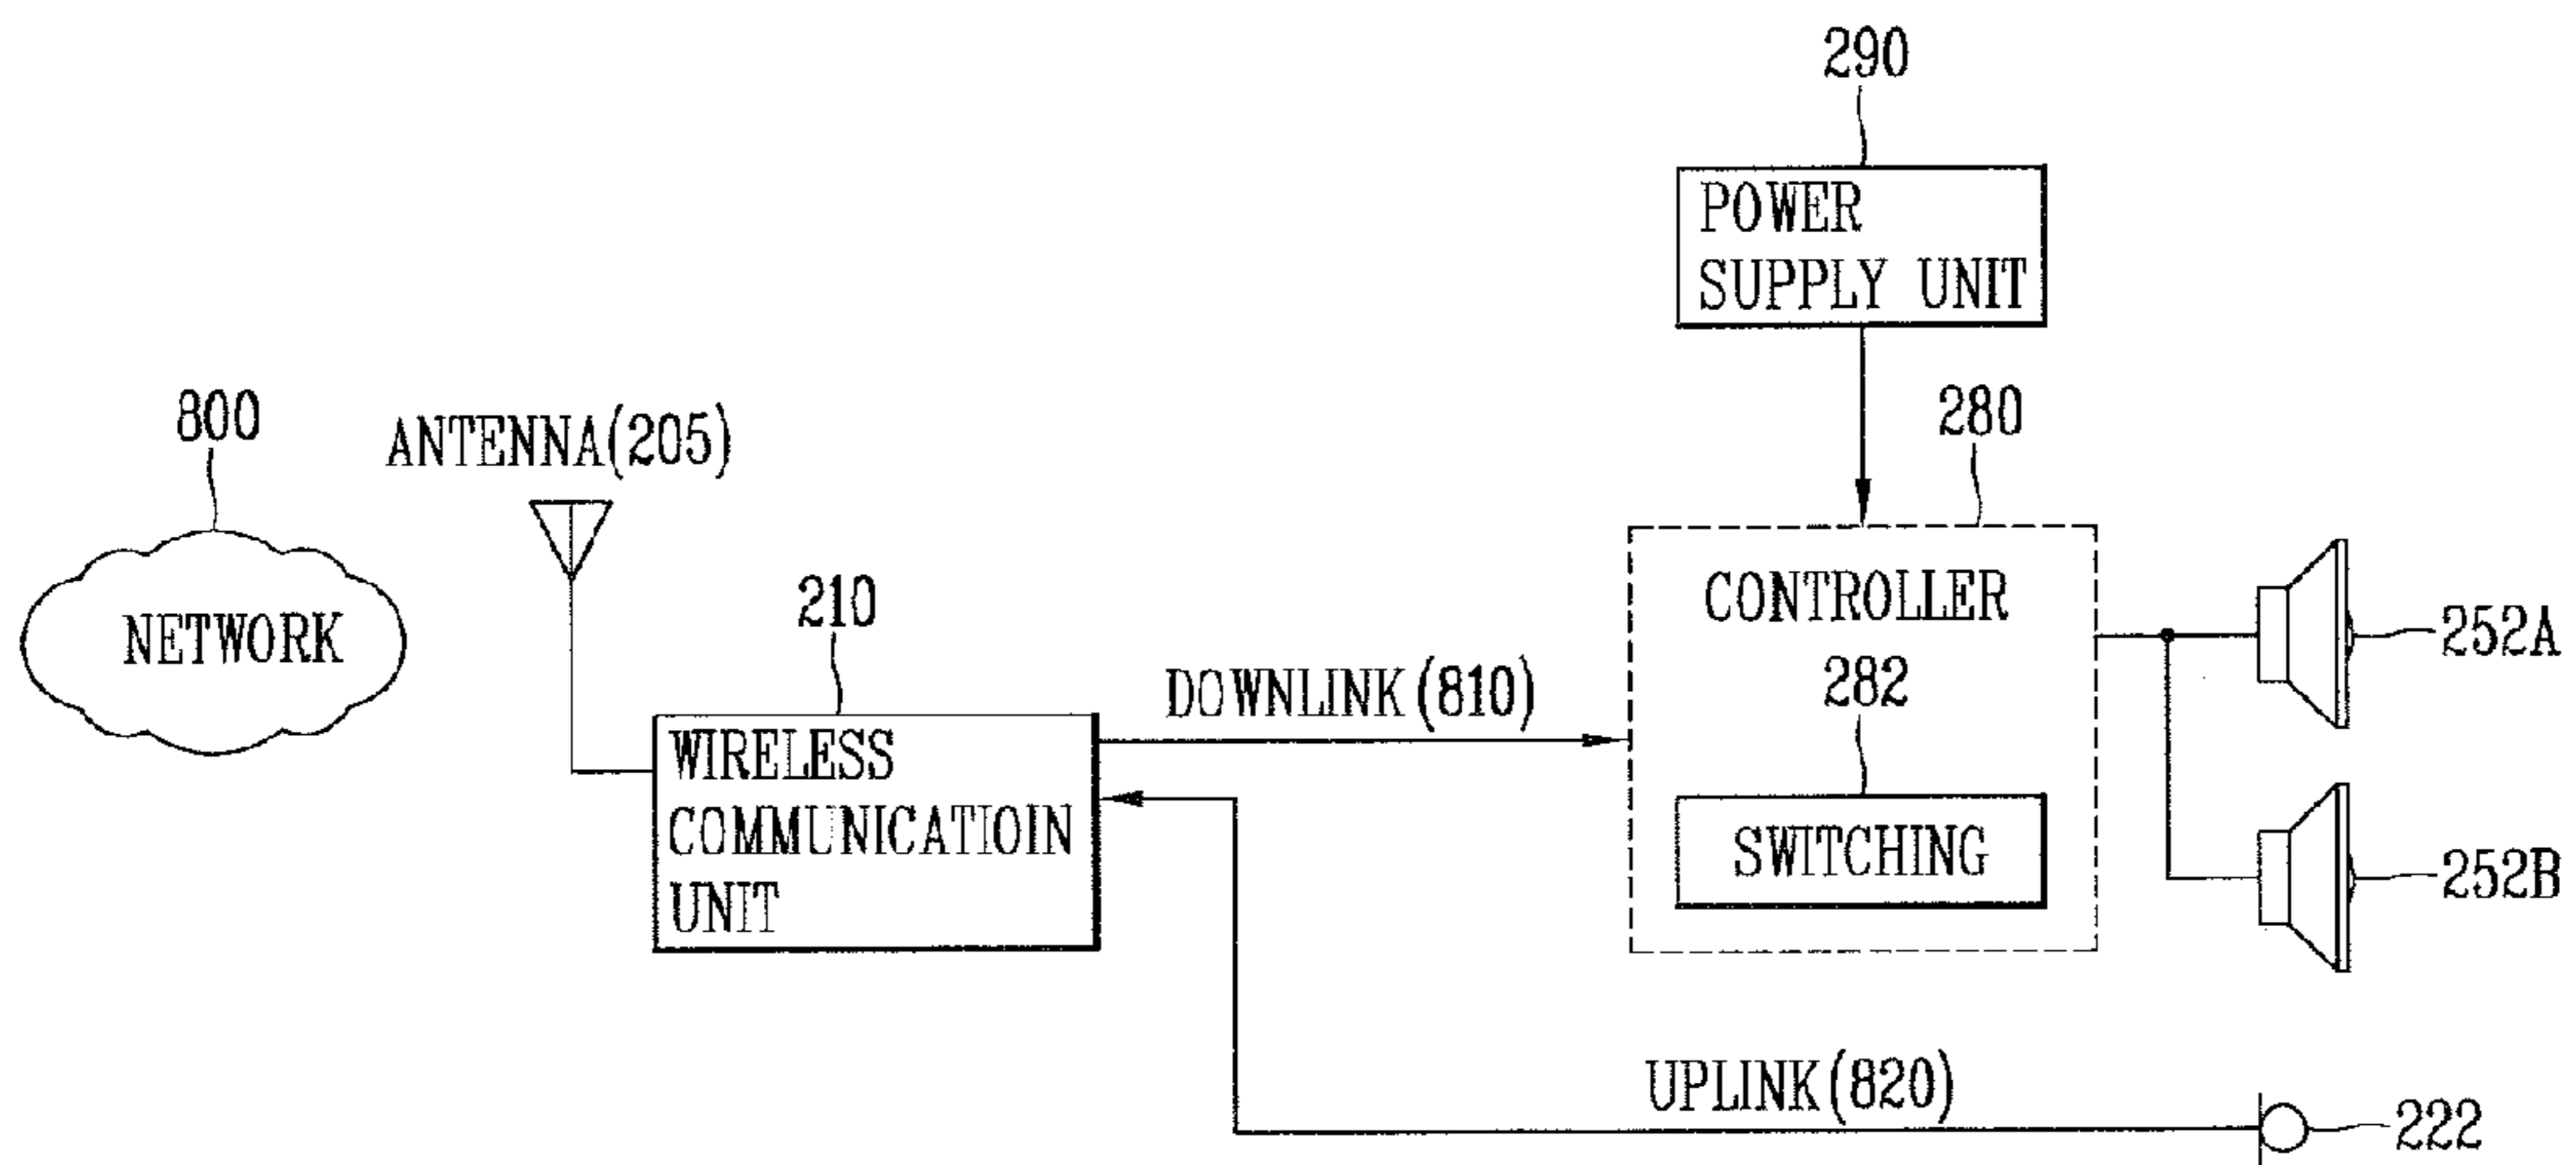 290
POWER
SUPPLY UNIT
800
ANTENNA(205)
280
NETWORK
210
CONTROLLER
252A
DOWNLINK(810)
282
WIRELESS
COMMUNICATIOIN
UNIT
SWITCHING
252B
UPLINK(820)
222